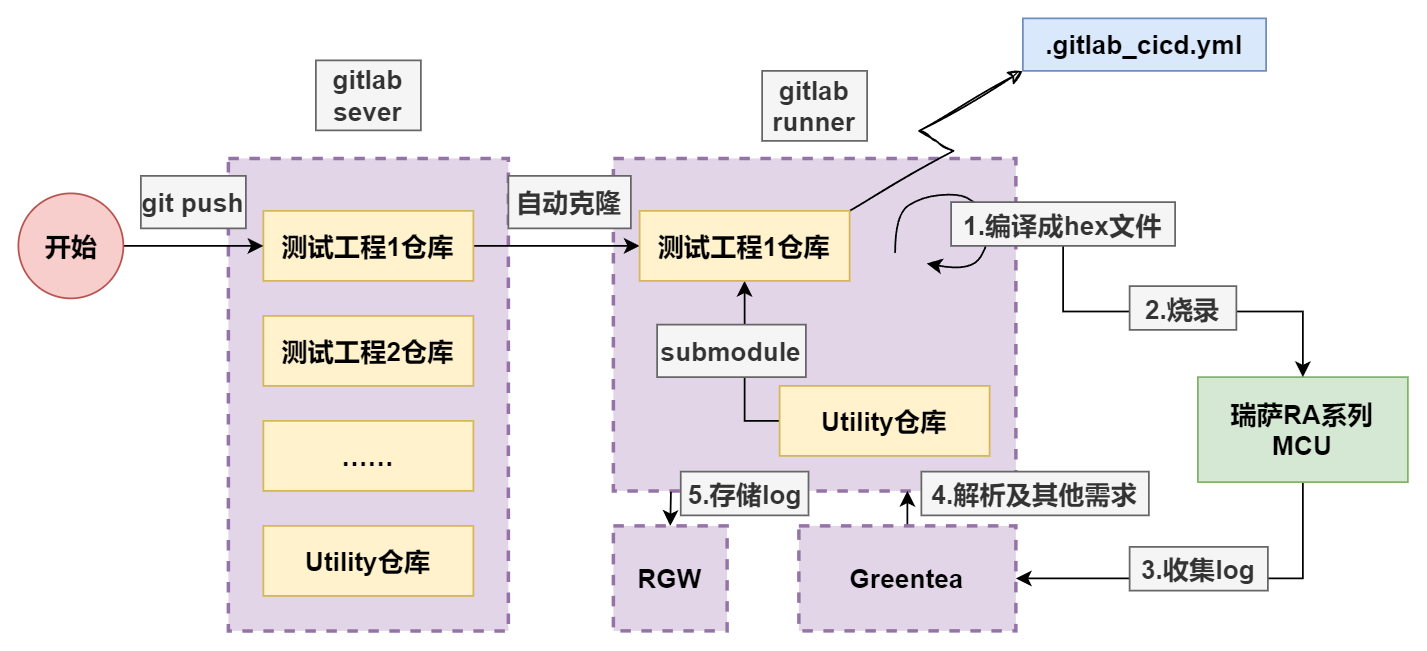 .gitlab_cicd.yml
gitlab
sever
gitlab
runner
git push
自动克隆
开始
测试工程1仓库
测试工程1仓库
1.编译成hex文件
2.烧录
测试工程2仓库
submodule
瑞萨RA系列
MCU
Utility仓库
......
5.存储log
4.解析及其他需求
Utility仓库
RGW
Greentea
3.收集log